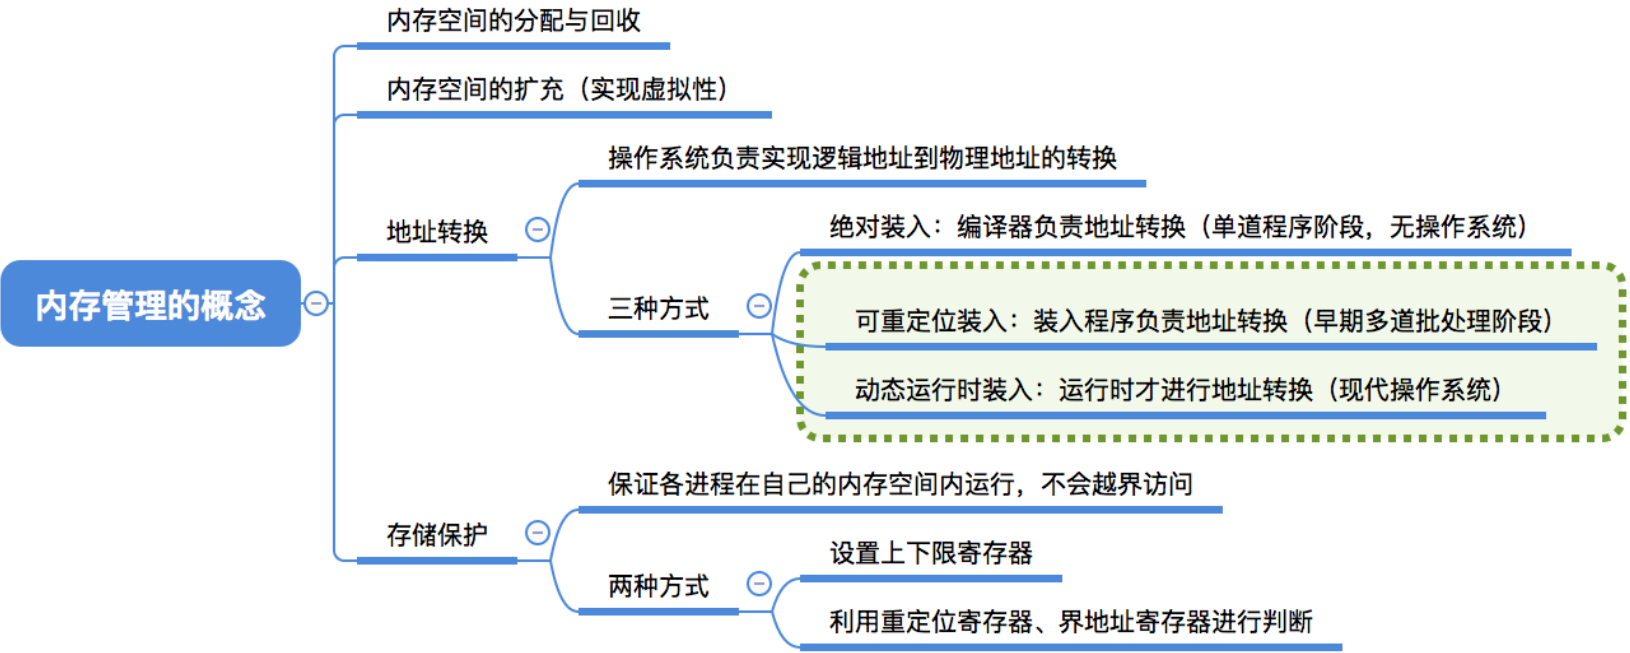 内存空间的分配与回收
内存空间的扩充（实现虚拟性）
操作系统负责实现逻辑地址到物理地址的转换
地址转换
绝对装入：编译器负责地址转换（单道程序阶段，无操作系统）
三种方式
可重定位装入：装入程序负责地址转换（早期多道批处理阶段）
动态运行时装入：运行时才进行地址转换（现代操作系统）
内存管理的概念
保证各进程在自己的内存空间内运行，不会越界访问
存储保护
设置上下限寄存器
两种方式
利用重定位寄存器、界地址寄存器进行判断